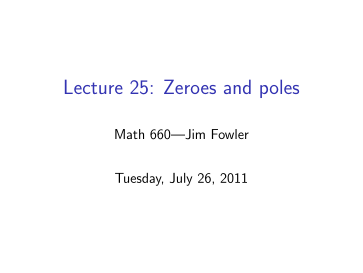 Lecture 25: Zeroes and poles
Math 660—Jim Fowler
Tuesday, July 26, 2011